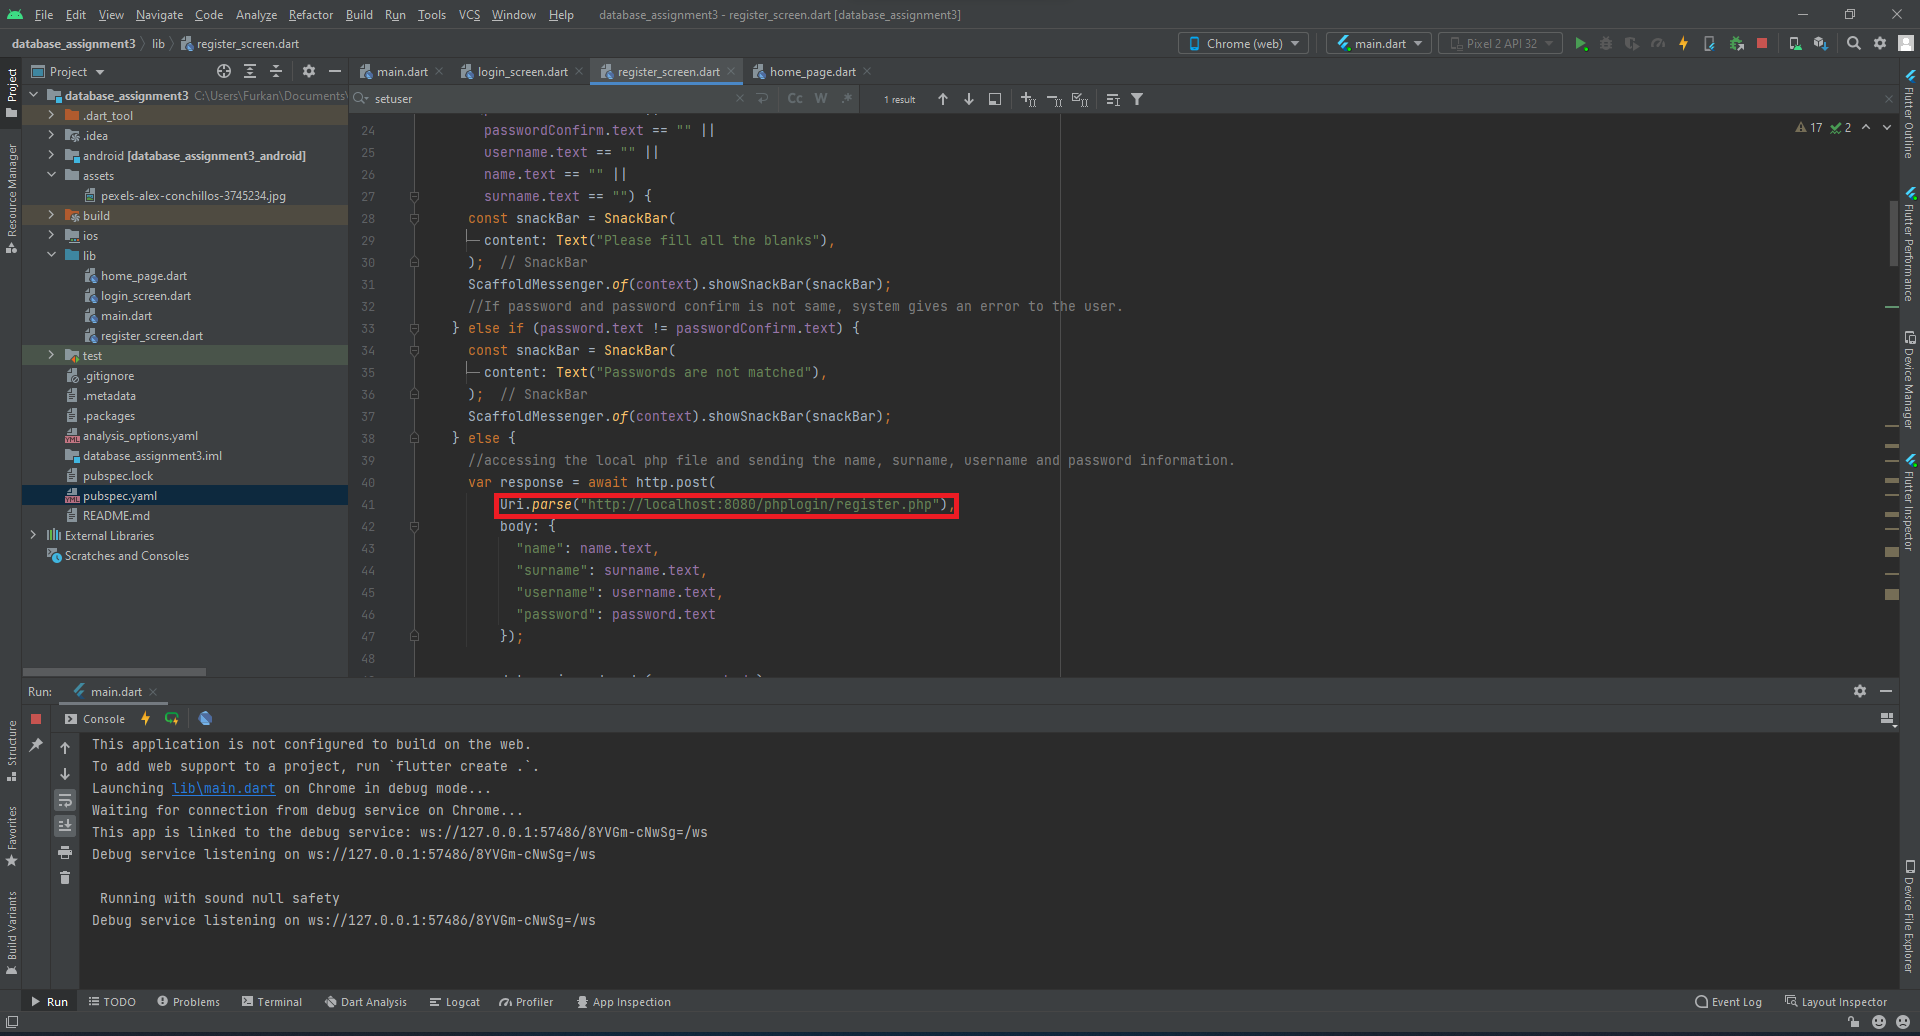 File Edit View Navigate Code Analyze Refactor Build Run Tools VCS Window Help database_assignment3 - register_screen.dart [database_assignment3]
database_assignment3 lib register_screen.dart Chrome (web) main.dart Pixel 2 API 32
Project main.dart login_screen.dart register_screen.dart home_page.dart
setuser Cc W .* 1 result
17 2
Project
Resource Manager
Structure
Favorites
Build Variants
database_assignment3 C:\Users\Furkan\Documents\
.dart_tool
.idea
android [database_assignment3_android]
assets
pexels-alex-conchillos-3745234.jpg
build
ios
lib
home_page.dart
login_screen.dart
main.dart
register_screen.dart
test
.gitignore
.metadata
.packages
analysis_options.yaml
database_assignment3.iml
pubspec.lock
pubspec.yaml
README.md
External Libraries
Scratches and Consoles
24 passwordConfirm.text == "" ||
25 username.text == "" ||
26 name.text == "" ||
27 surname.text == "") {
28 const snackBar = SnackBar(
29 content: Text("Please fill all the blanks"),
30 ); // SnackBar
31 ScaffoldMessenger.of(context).showSnackBar(snackBar);
32 //If password and password confirm is not same, system gives an error to the user.
33 } else if (password.text != passwordConfirm.text) {
34 const snackBar = SnackBar(
35 content: Text("Passwords are not matched"),
36 ); // SnackBar
37 ScaffoldMessenger.of(context).showSnackBar(snackBar);
38 } else {
39 //accessing the local php file and sending the name, surname, username and password information.
40 var response = await http.post(
41 Uri.parse("http://localhost:8080/phplogin/register.php"),
42 body: {
43 "name": name.text,
44 "surname": surname.text,
45 "username": username.text,
46 "password": password.text
47 });
48
Flutter Outline
Flutter Performance
Device Manager
Flutter Inspector
Device File Explorer
Run: main.dart
Console
This application is not configured to build on the web.
To add web support to a project, run `flutter create .`.
Launching lib\main.dart on Chrome in debug mode...
Waiting for connection from debug service on Chrome...
This app is linked to the debug service: ws://127.0.0.1:57486/8YVGm-cNwSg=/ws
Debug service listening on ws://127.0.0.1:57486/8YVGm-cNwSg=/ws
Running with sound null safety
Debug service listening on ws://127.0.0.1:57486/8YVGm-cNwSg=/ws
Run TODO Problems Terminal Dart Analysis Logcat Profiler App Inspection Event Log Layout Inspector